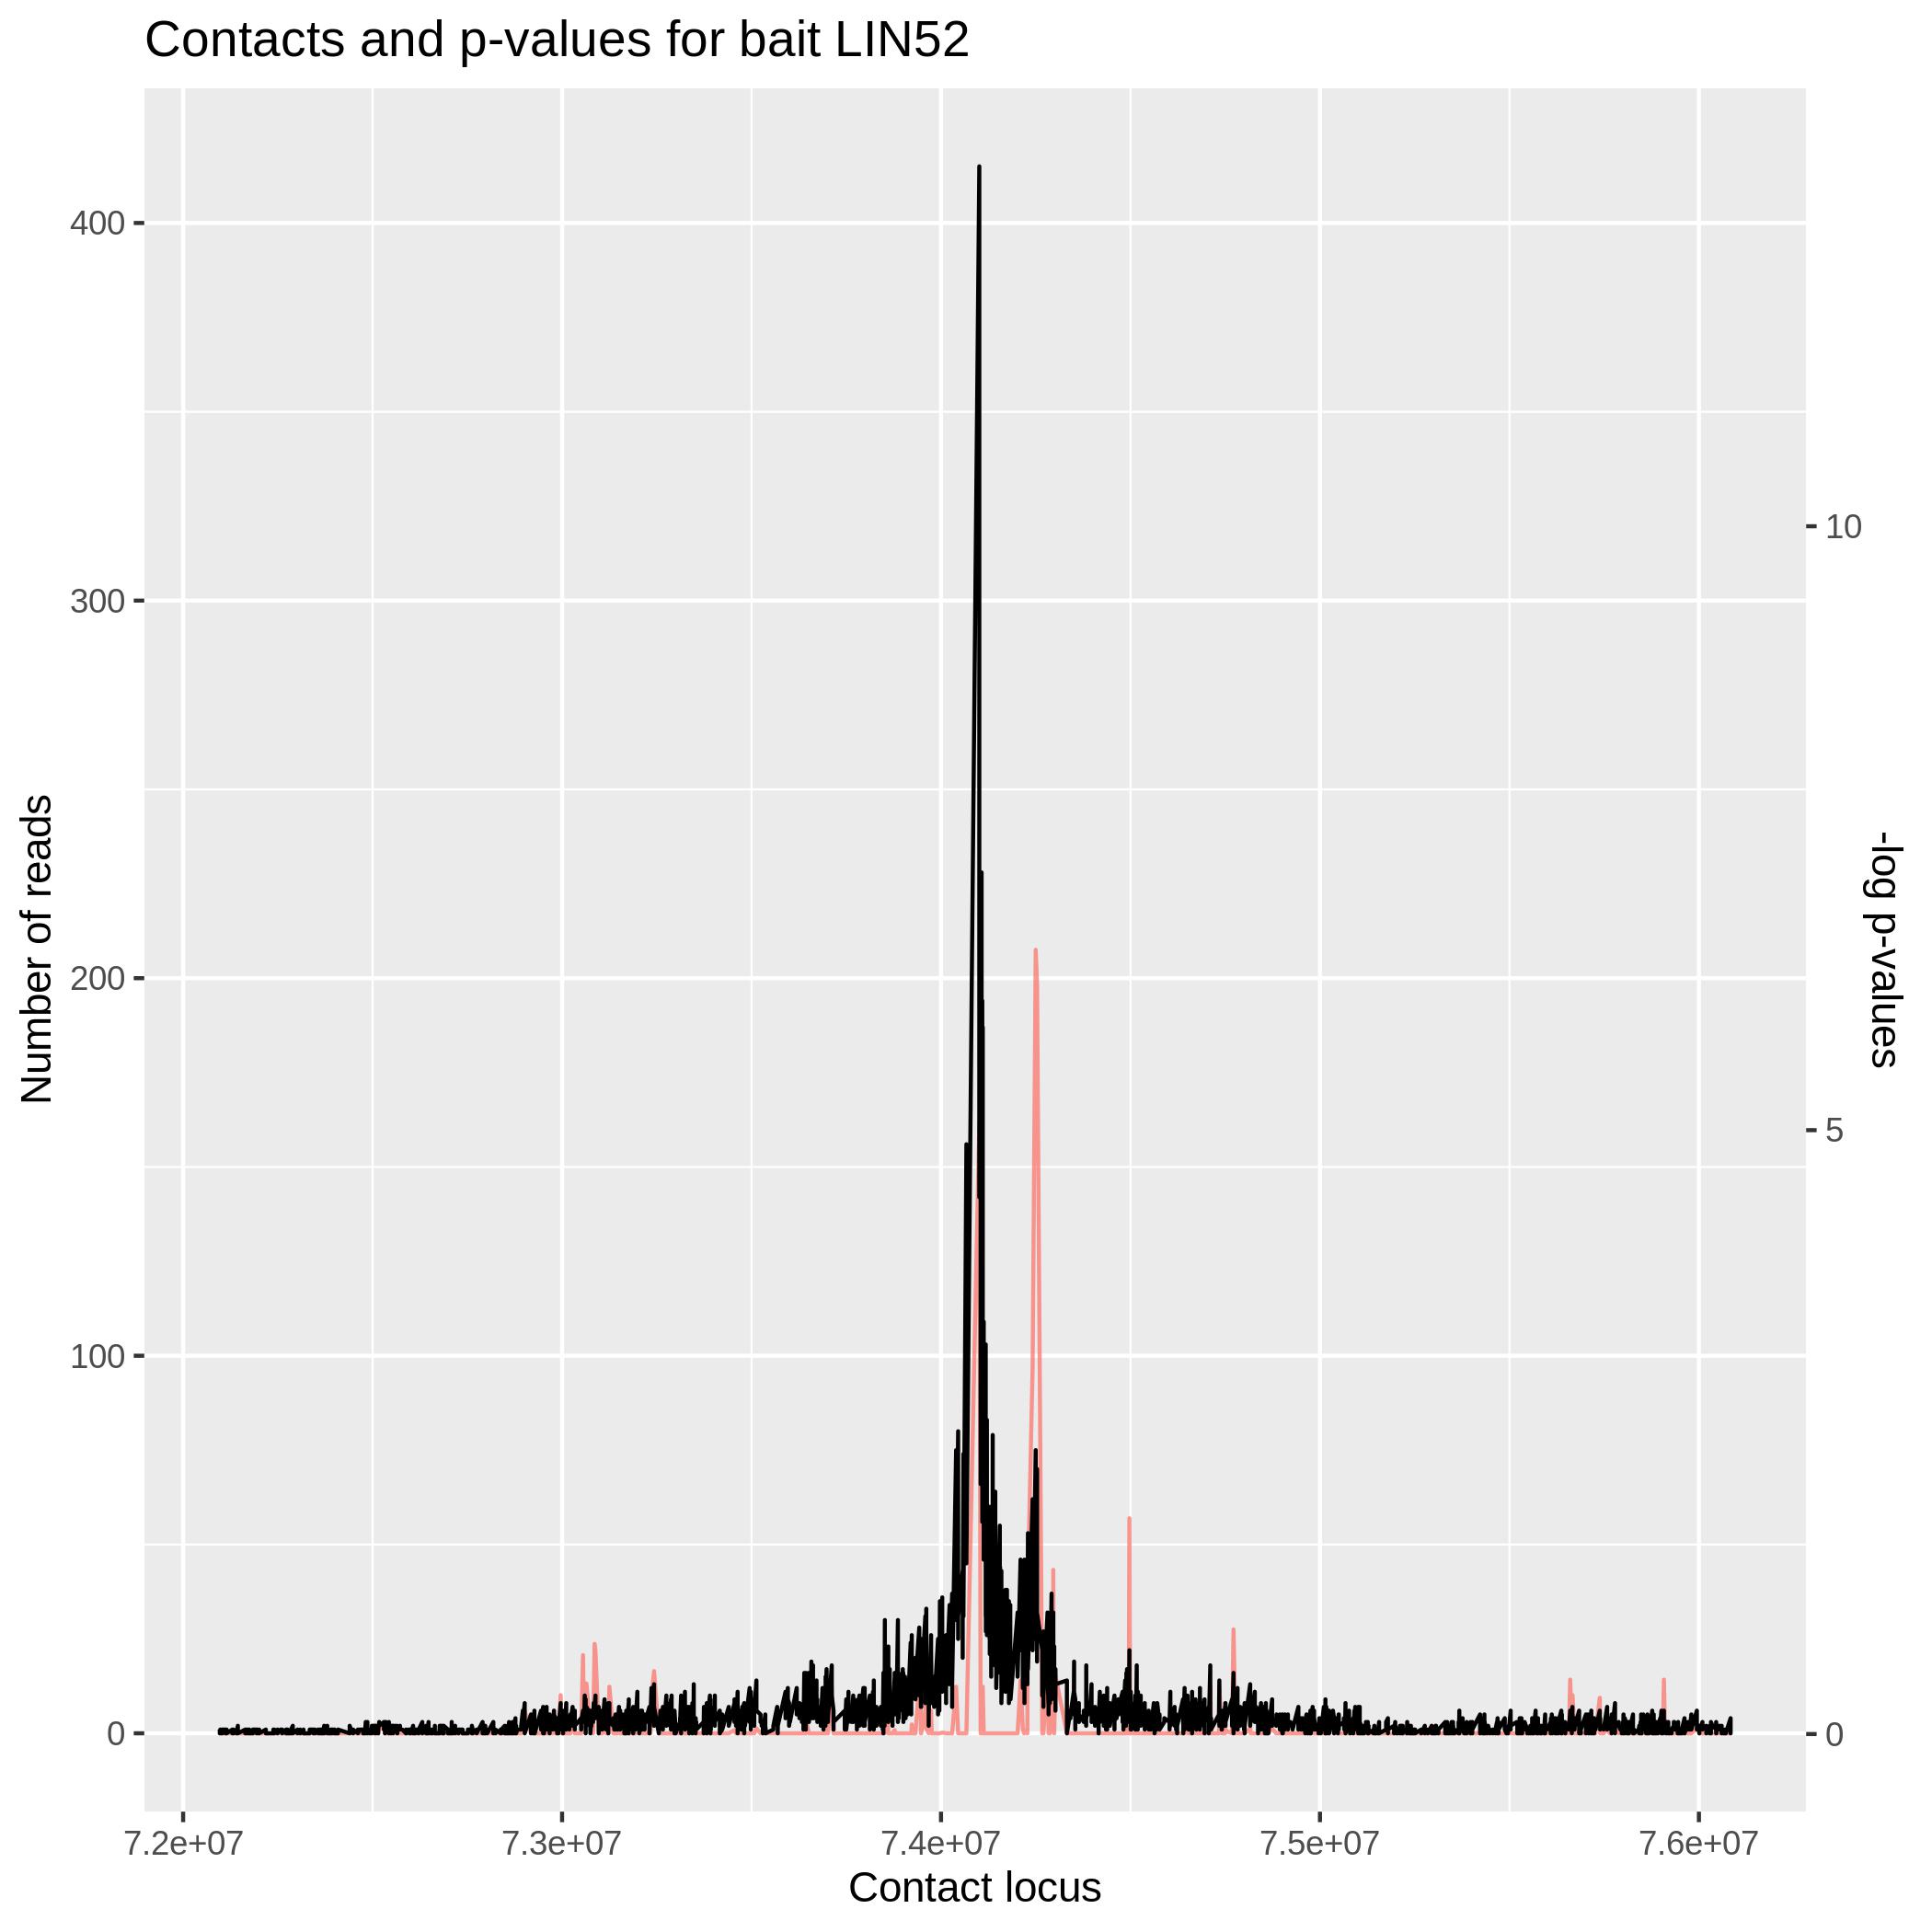 Contacts and p-values for bait LIN52
400
300
200
100
0
Number of reads
10
5
0
-log p-values
7.2e+07 7.3e+07 7.4e+07 7.5e+07 7.6e+07
Contact locus